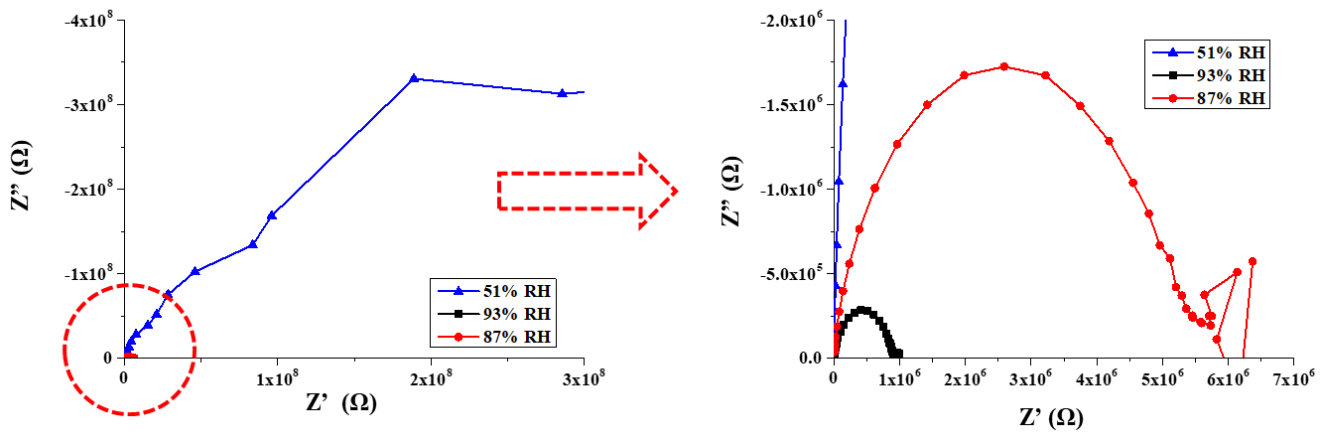 -4x10⁸
-3x10⁸
-2x10⁸
-1x10⁸
0
Z” (Ω)
0
1x10⁸
2x10⁸
3x10⁸
Z’ (Ω)
51% RH
93% RH
87% RH
-2.0x10⁶
-1.5x10⁶
-1.0x10⁶
-5.0x10⁵
0.0
Z” (Ω)
0
1x10⁶
2x10⁶
3x10⁶
4x10⁶
5x10⁶
6x10⁶
7x10⁶
Z’ (Ω)
51% RH
93% RH
87% RH